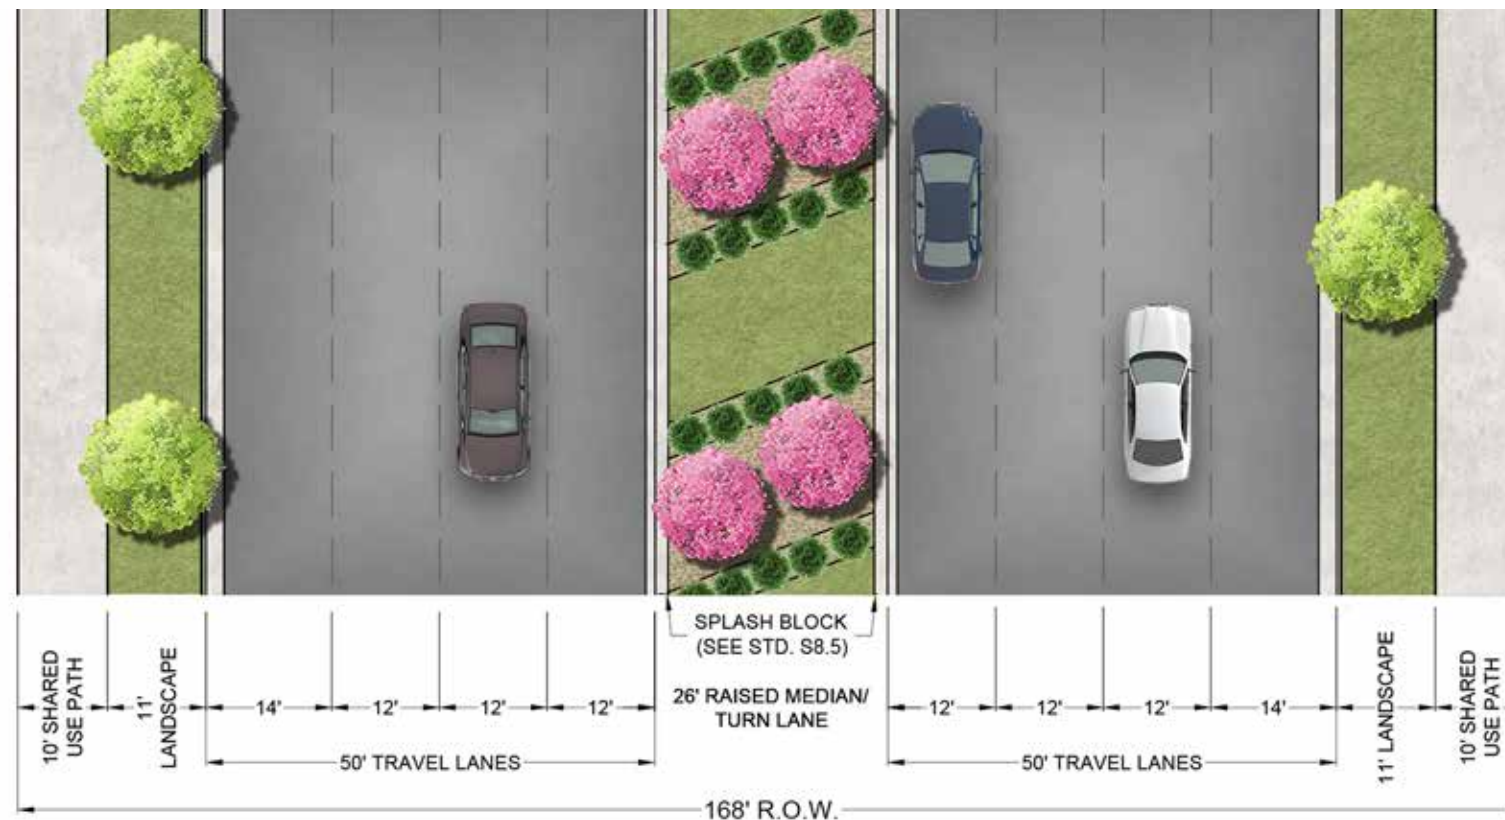 SPLASH BLOCK
(SEE STD. S8.5)
10' SHARED
USE PATH
11'
LANDSCAPE
14'
12'
12'
12'
26' RAISED MEDIAN/
TURN LANE
12'
12'
12'
14'
11' LANDSCAPE
10' SHARED
USE PATH
50' TRAVEL LANES
50' TRAVEL LANES
168' R.O.W.